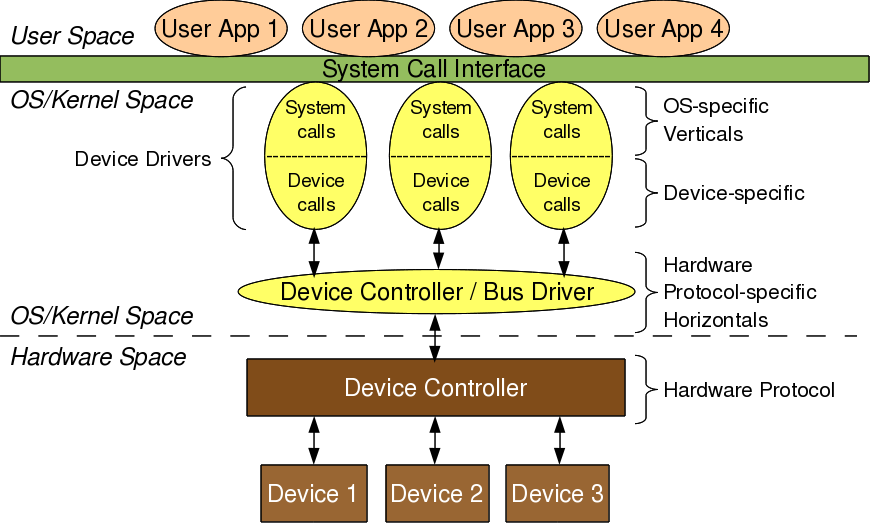 User Space
User App 1
User App 2
User App 3
User App 4
System Call Interface
OS/Kernel Space
Device Drivers
System
calls
Device
calls
System
calls
Device
calls
System
calls
Device
calls
OS-specific
Verticals
Device-specific
Device Controller / Bus Driver
Hardware
Protocol-specific
Horizontals
OS/Kernel Space
Hardware Space
Device Controller
Hardware Protocol
Device 1
Device 2
Device 3